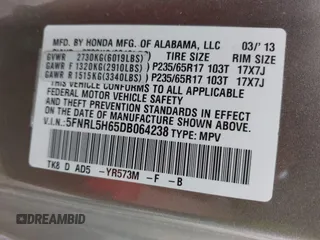 MFD. BY HONDA MFG. OF ALABAMA, LLC 03/'13
GVWR 2730KG(6019LBS) TIRE SIZE RIM SIZE
GAWR F 1320KG(2910LBS) P235/65R17 103T 17X7J
GAWR R 1515KG(3340LBS) P235/65R17 103T 17X7J
THIS VEHICLE CONFORMS TO ALL APPLICABLE
FEDERAL MOTOR VEHICLE SAFETY AND THEFT
PREVENTION STANDARDS IN EFFECT ON THE
DATE OF MANUFACTURE SHOWN ABOVE.
V.I.N.: 5FNRL5H65DB064238 TYPE: MPV
TK8 D AD5 -YR573M -F -B
DREAMBID